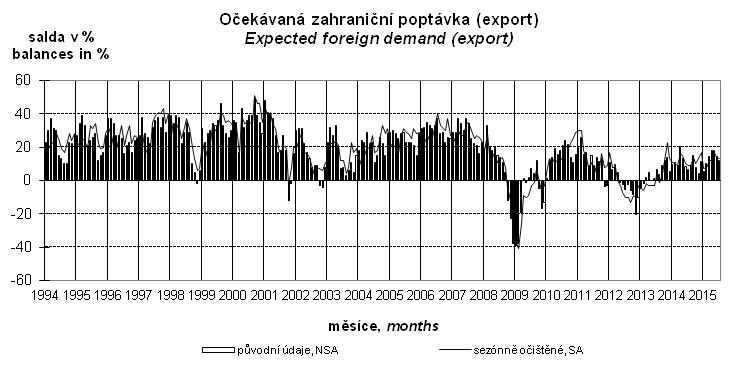 Očekávaná zahraniční poptávka (export)
Expected foreign demand (export)
salda v %
balances in %
60
40
20
0
-20
-40
-60
1994 1995 1996 1997 1998 1999 2000 2001 2002 2003 2004 2005 2006 2007 2008 2009 2010 2011 2012 2013 2014 2015
měsíce, months
původní údaje, NSA
sezónně očištěné, SA